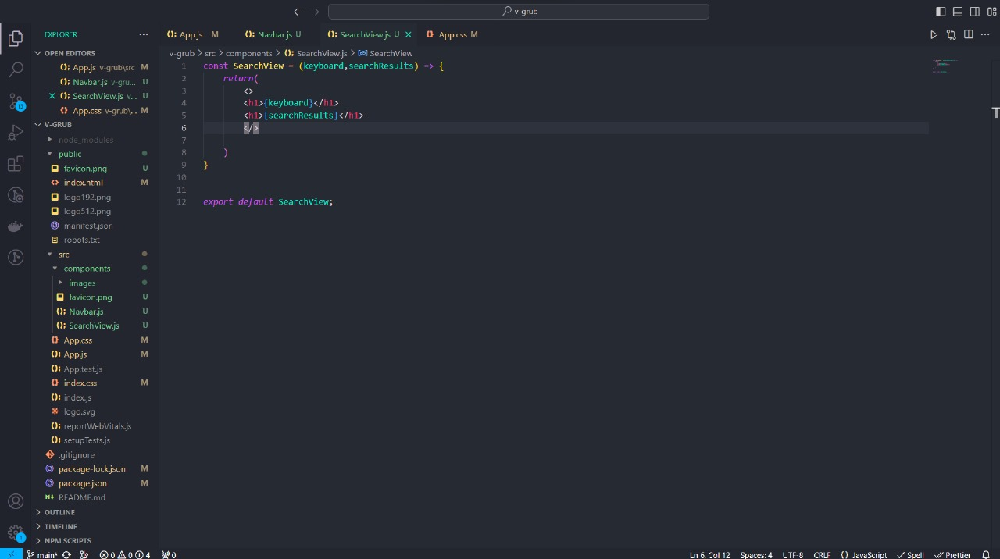 v-grub
EXPLORER
App.js M
Navbar.js U
SearchView.js U
App.css M
OPEN EDITORS
App.js v-grub\src M
Navbar.js v-gru... U
SearchView.js v... U
App.css v-grub\... M
V-GRUB
node_modules
public
favicon.png U
index.html M
logo192.png
logo512.png
manifest.json
robots.txt
src
components
images
favicon.png U
Navbar.js U
SearchView.js U
App.css M
App.js M
App.test.js
index.css M
index.js
logo.svg
reportWebVitals.js
setupTests.js
.gitignore
package-lock.json M
package.json M
README.md
OUTLINE
TIMELINE
NPM SCRIPTS
v-grub > src > components > SearchView.js > SearchView
1 const SearchView = (keyboard,searchResults) => {
2 return(
3 <>
4 <h1>{keyboard}</h1>
5 <h1>{searchResults}</h1>
6 </>
7
8 )
9 }
10
11
12 export default SearchView;
13
1
main* 0 0 4 0 Ln 6, Col 12 Spaces: 4 UTF-8 CRLF {} JavaScript Spell Prettier